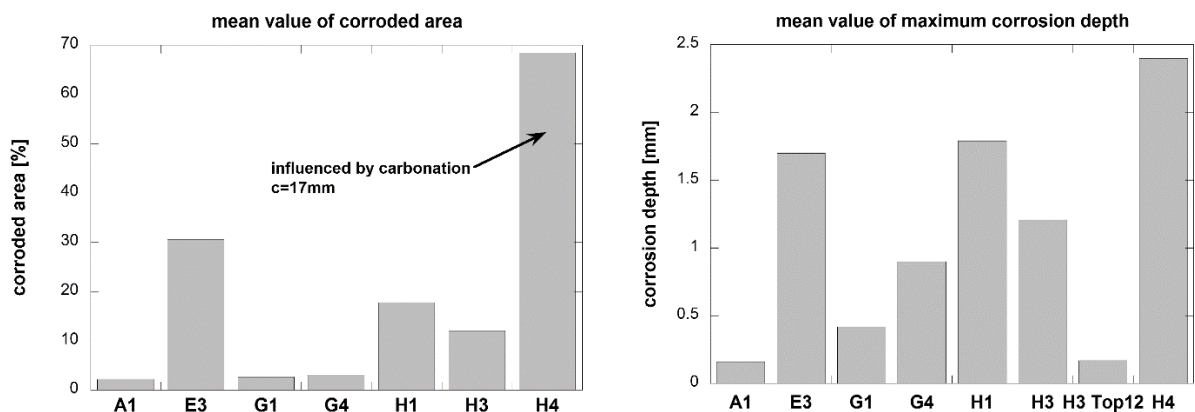 mean value of corroded area
70
60
50
40
30
20
10
0
corroded area [%]
influenced by carbonation
c=17mm
A1 E3 G1 G4 H1 H3 H4
mean value of maximum corrosion depth
2.5
2
1.5
1
0.5
0
corrosion depth [mm]
A1 E3 G1 G4 H1 H3 H3 Top12 H4